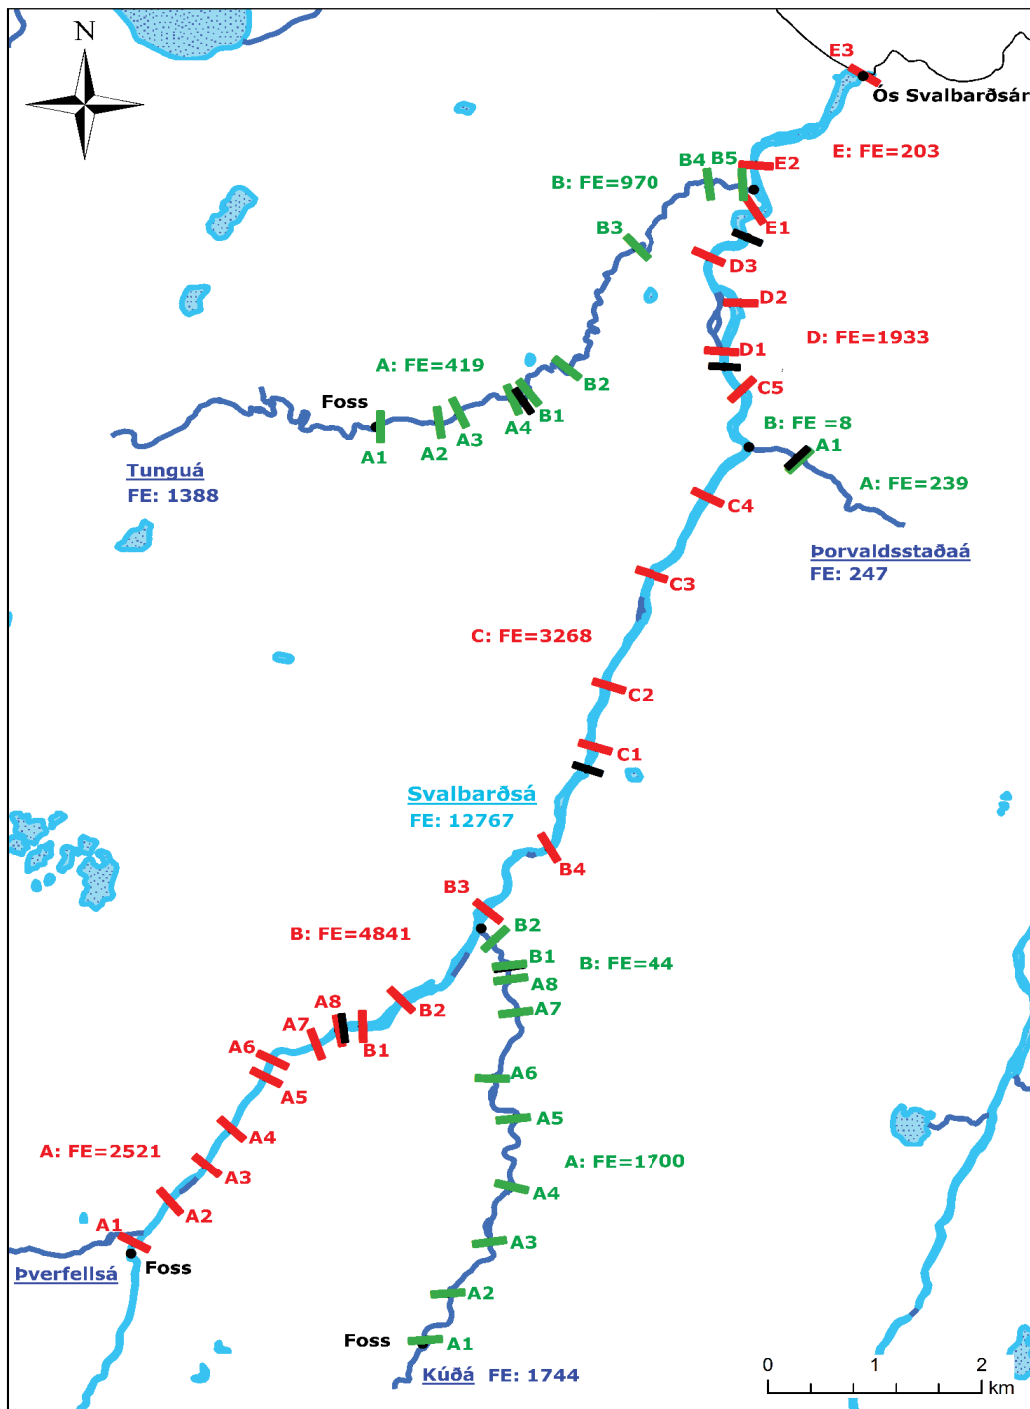 N
E3
Ós Svalbarðsár
E: FE=203
B4 B5
E2
B: FE=970
B3
E1
D3
D2
D: FE=1933
D1
A: FE=419
B2
C5
Foss
B1
A4
A3
A2
A1
B: FE =8
A1
Tunguá
FE: 1388
A: FE=239
C4
Þorvaldsstaðaá
FE: 247
C3
C: FE=3268
C2
C1
Svalbarðsá
FE: 12767
B4
B3
B2
B: FE=4841
B1
B: FE=44
A8
A8
B2
A7
A7
B1
A6
A6
A5
A5
A4
A: FE=2521
A: FE=1700
A3
A4
A2
A1
A3
Foss
Þverfellsá
A2
Foss
A1
Kúðá FE: 1744
0 1 2
km